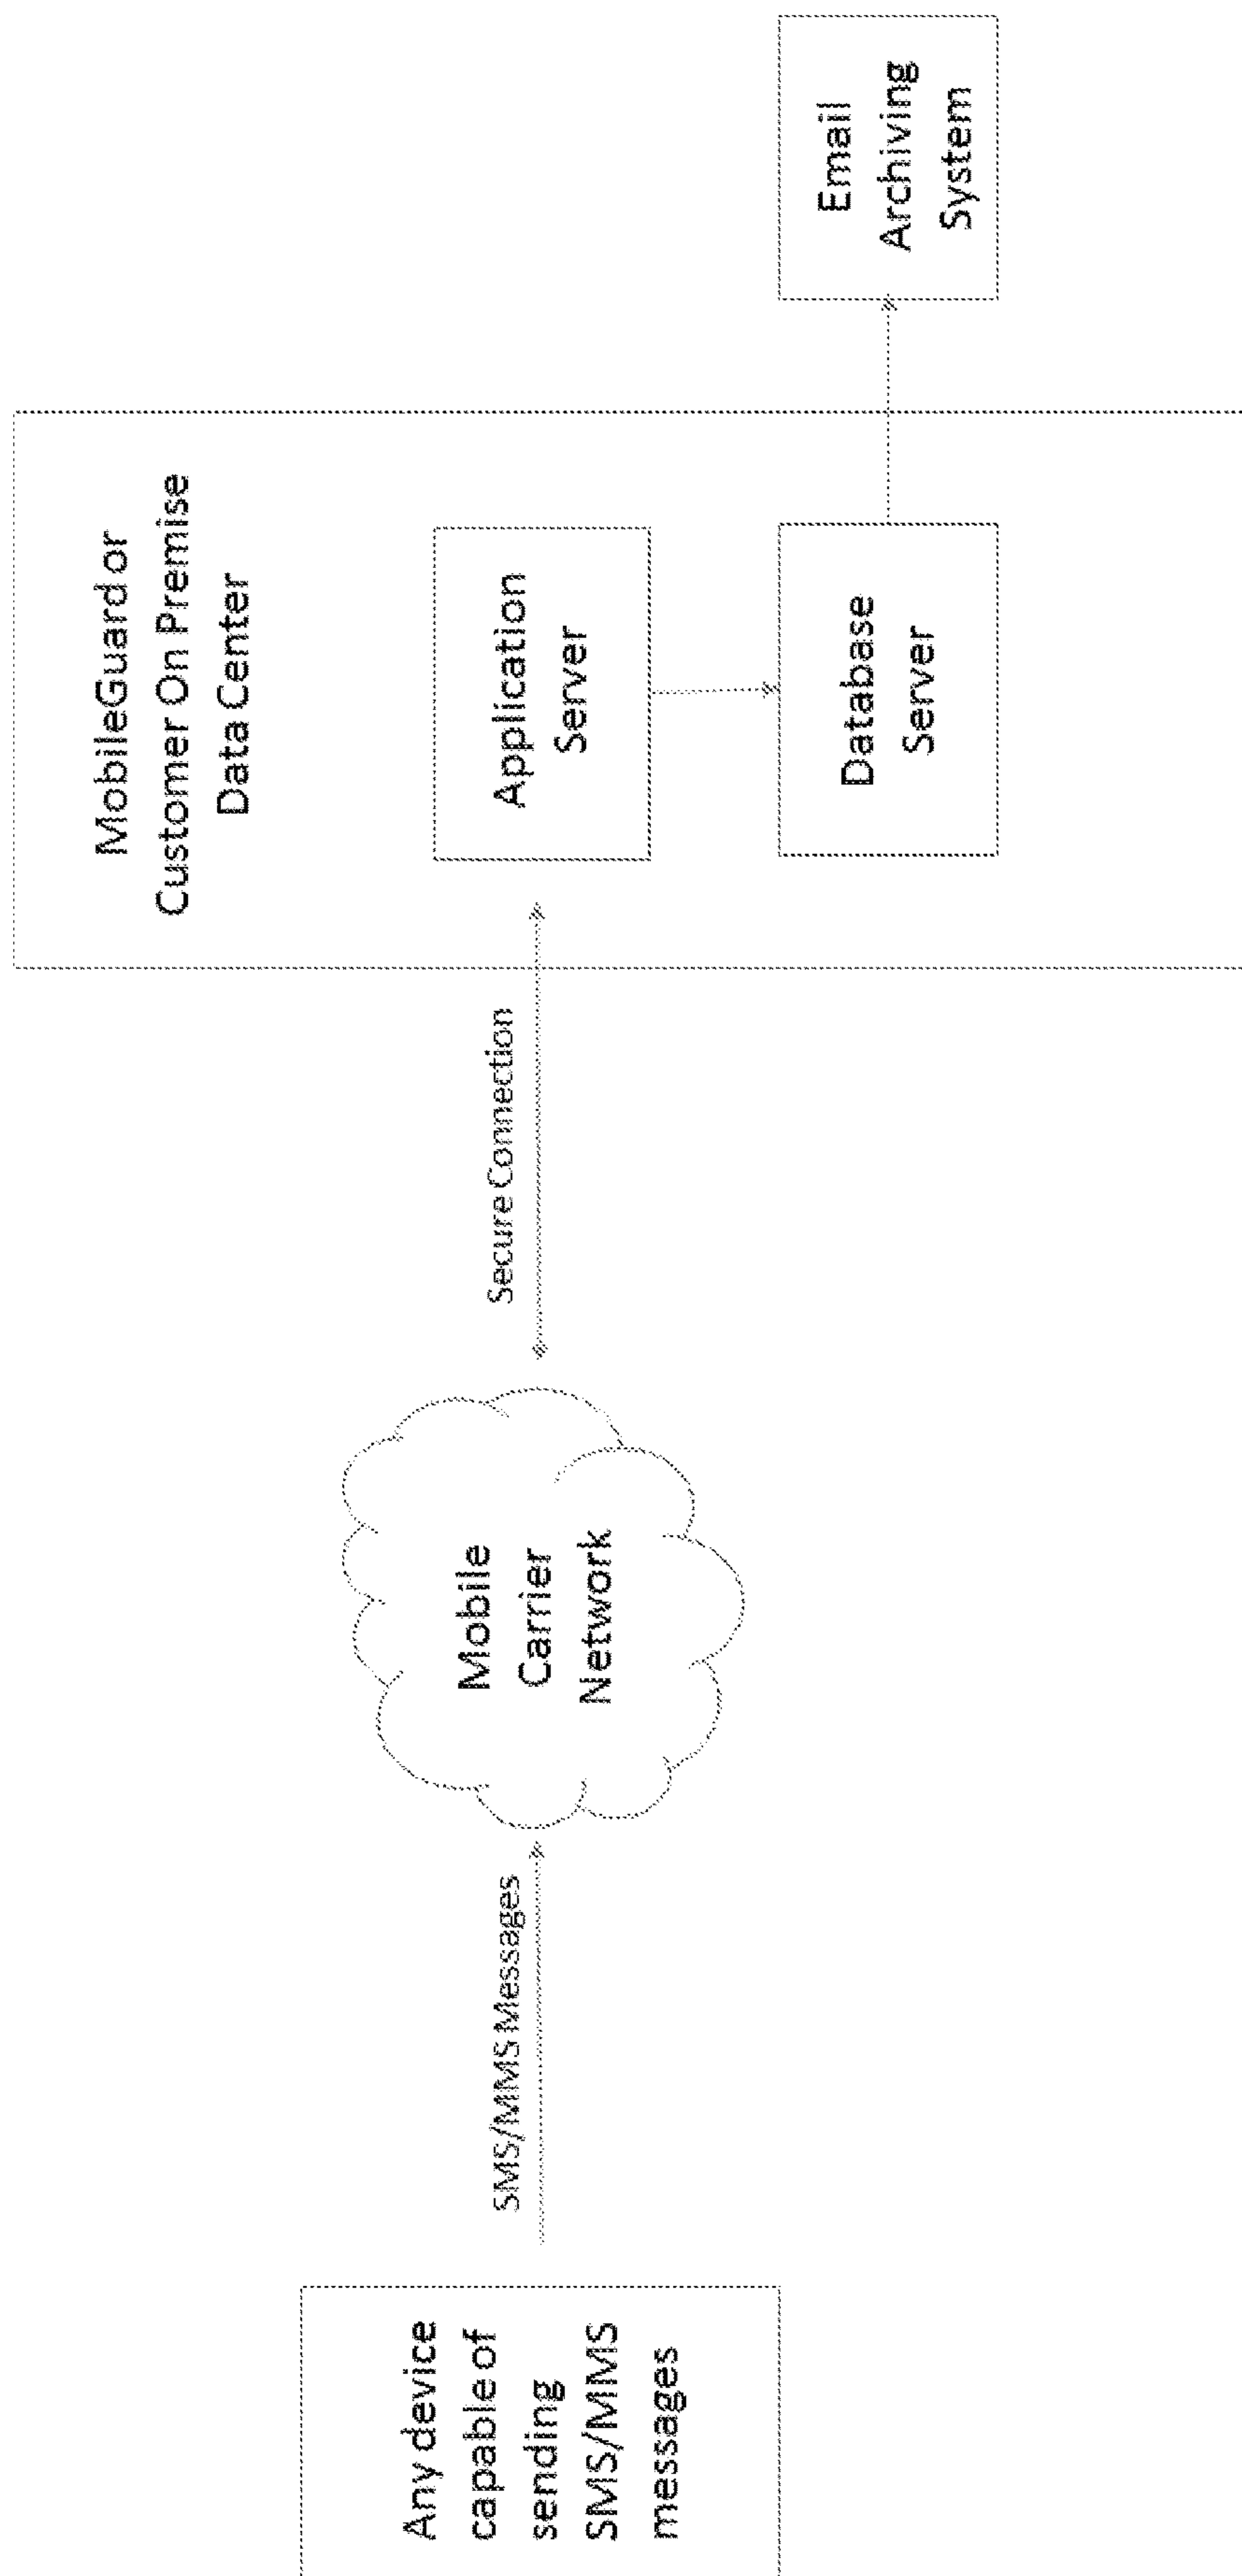 Any device
capable of
sending
SMS/MMS
messages
SMS/MMS Messages
Mobile
Carrier
Network
Secure Connection
MobileGuard or
Customer On Premise
Data Center
Application
Server
Database
Server
Email
Archiving
System